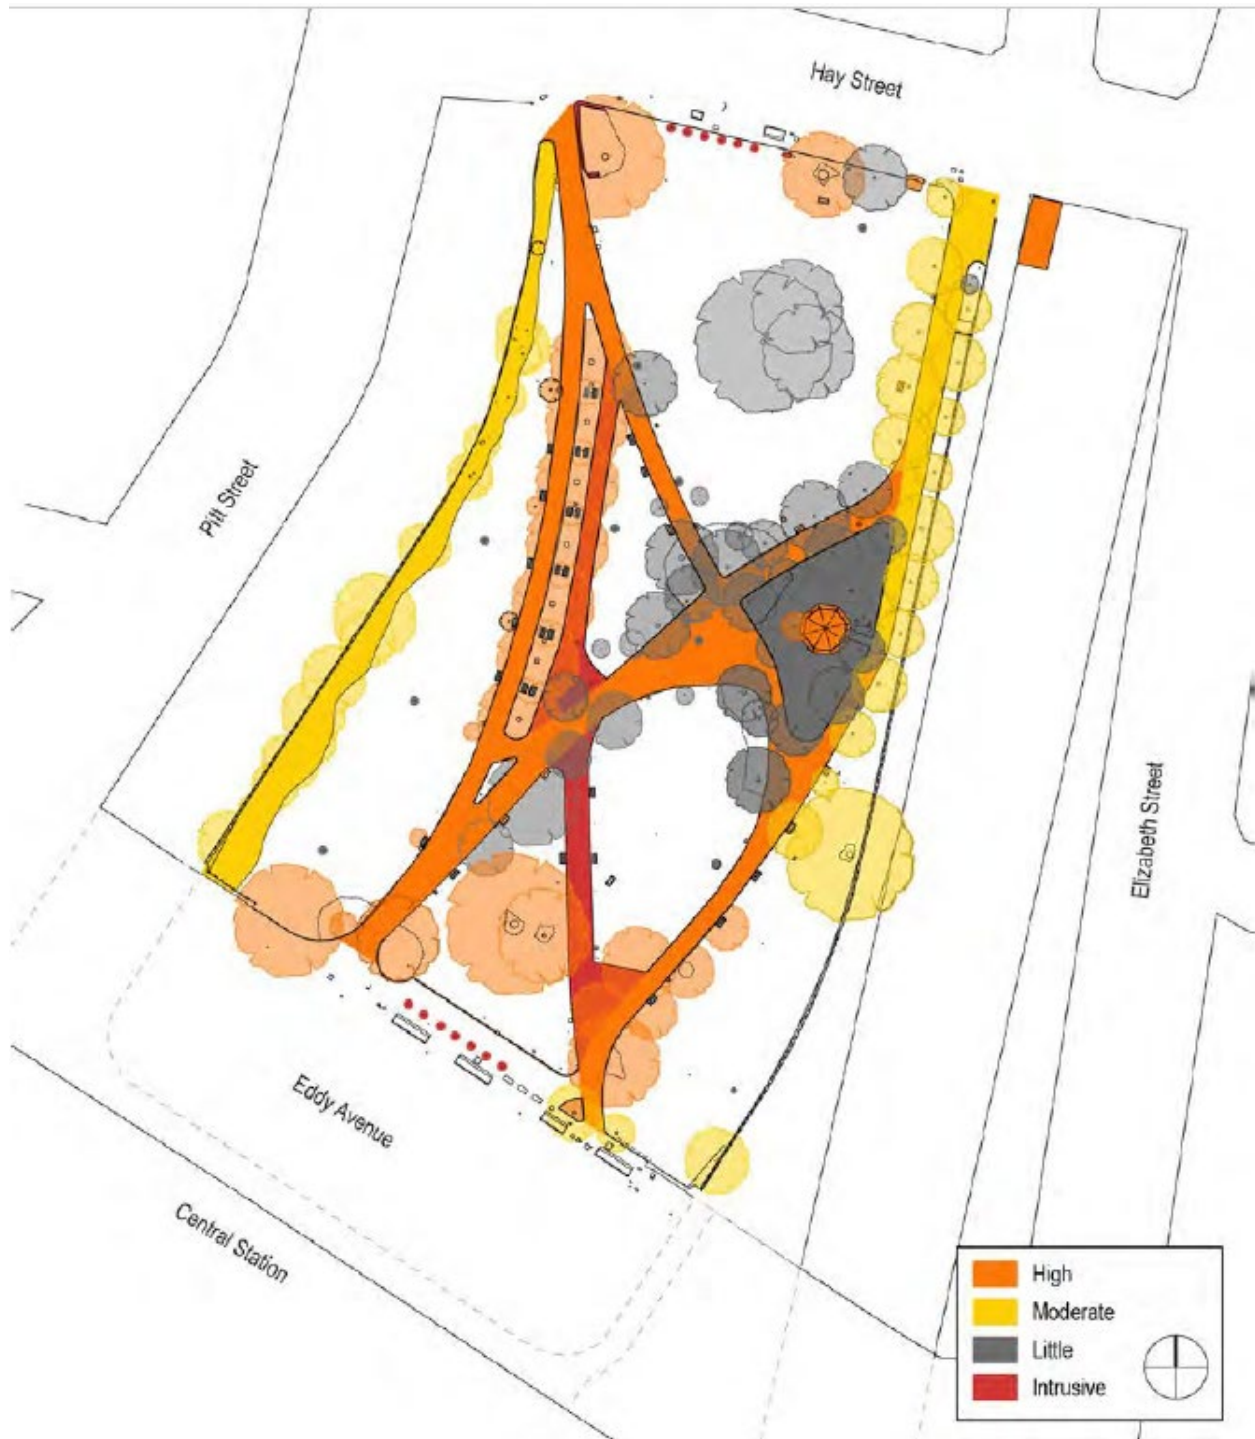 Hay Street
Pitt Street
Elizabeth Street
Eddy Avenue
Central Station
High
Moderate
Little
Intrusive